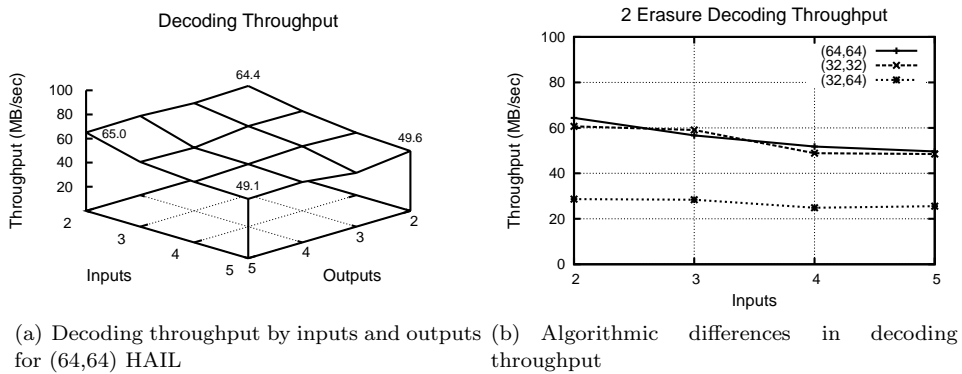 Decoding Throughput
Throughput (MB/sec)
100
80
60
40
20
64.4
65.0
49.6
49.1
2
3
4
5
5
4
3
2
Inputs
Outputs
2 Erasure Decoding Throughput
Throughput (MB/sec)
100
80
60
40
20
0
(64,64)
(32,32)
(32,64)
2
3
4
5
Inputs
(a) Decoding throughput by inputs and outputs
for (64,64) HAIL
(b) Algorithmic differences in decoding
throughput